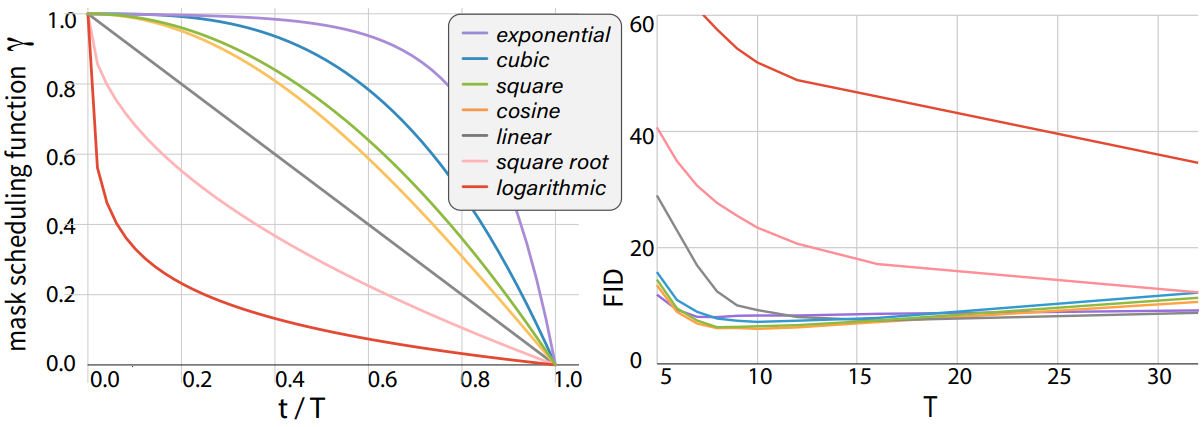 mask scheduling function γ
1.0
0.8
0.6
0.4
0.2
0.0
0.0 0.2 0.4 0.6 0.8 1.0
t / T
exponential
cubic
square
cosine
linear
square root
logarithmic
FID
60
40
20
0
5 10 15 20 25 30
T